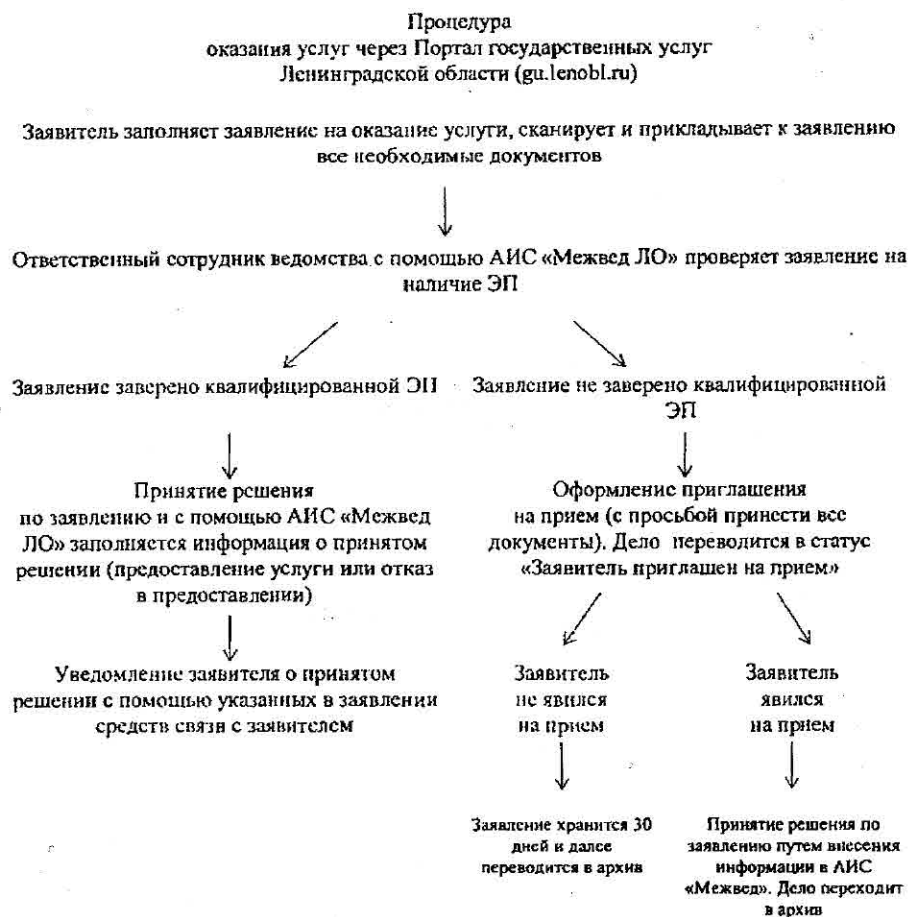 Процедура
оказания услуг через Портал государственных услуг
Ленинградской области (gu.lenobl.ru)
Заявитель заполняет заявление на оказание услуги, сканирует и прикладывает к заявлению
все необходимые документов
Ответственный сотрудник ведомства с помощью АИС «Межвед ЛО» проверяет заявление на
наличие ЭП
Заявление заверено квалифицированной ЭП
Принятие решения
по заявлению и с помощью АИС «Межвед
ЛО» заполняется информация о принятом
решении (предоставление услуги или отказ
в предоставлении)
Уведомление заявителя о принятом
решении с помощью указанных в заявлении
средств связи с заявителем
Заявление не заверено квалифицированной
ЭП
Оформление приглашения
на прием (с просьбой принести все
документы). Дело переводится в статус
«Заявитель приглашен на прием»
Заявитель
не явился
на прием
Заявление хранится 30
дней и далее
переводится в архив
Заявитель
явился
на прием
Принятие решения по
заявлению путем внесения
информации в АИС
«Межвед». Дело переходит
в архив